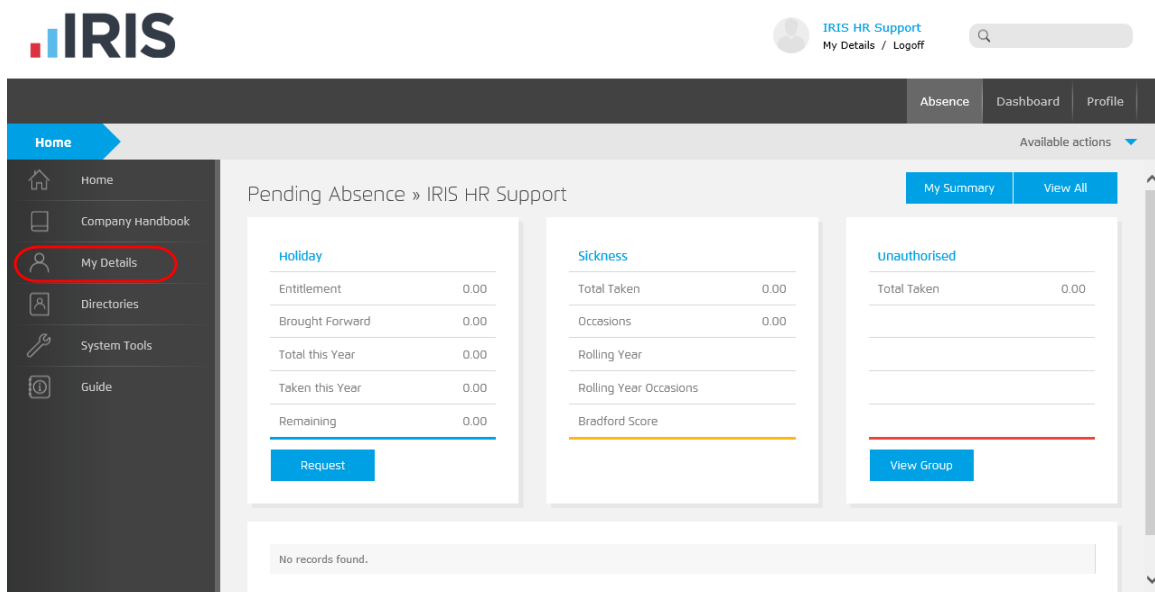 IRIS
IRIS HR Support
My Details / Logoff
Absence Dashboard Profile
Home
Available actions
Home
Company Handbook
My Details
Directories
System Tools
Guide
Pending Absence » IRIS HR Support
My Summary View All
Holiday
Entitlement 0.00
Brought Forward 0.00
Total this Year 0.00
Taken this Year 0.00
Remaining 0.00
Request
Sickness
Total Taken 0.00
Occasions 0.00
Rolling Year
Rolling Year Occasions
Bradford Score
Unauthorised
Total Taken 0.00
View Group
No records found.